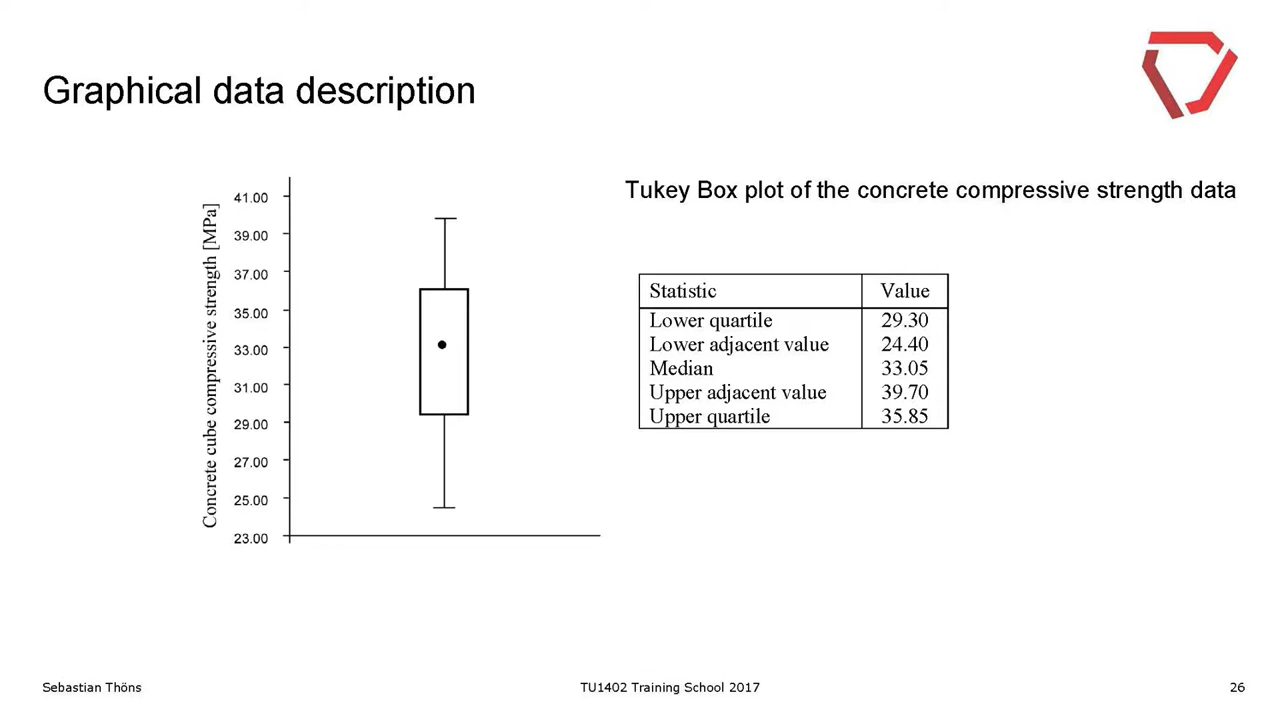 Graphical data description
Tukey Box plot of the concrete compressive strength data
Concrete cube compressive strength [MPa]
41.00
39.00
37.00
35.00
33.00
31.00
29.00
27.00
25.00
23.00
Statistic Value
Lower quartile 29.30
Lower adjacent value 24.40
Median 33.05
Upper adjacent value 39.70
Upper quartile 35.85
Sebastian Thöns TU1402 Training School 2017 26